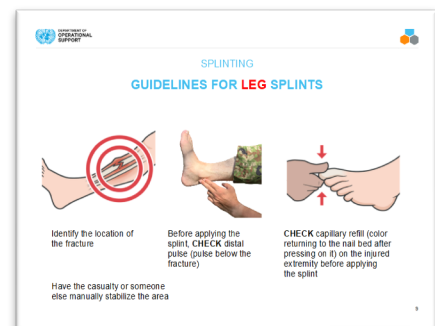 DEPARTMENT OF
OPERATIONAL
SUPPORT
SPLINTING
GUIDELINES FOR LEG SPLINTS
Identify the location of
the fracture
Before applying the
splint, CHECK distal
pulse (pulse below the
fracture)
CHECK capillary refill (color
returning to the nail bed after
pressing on it) on the injured
extremity before applying
the splint
Have the casualty or someone
else manually stabilize the area
9